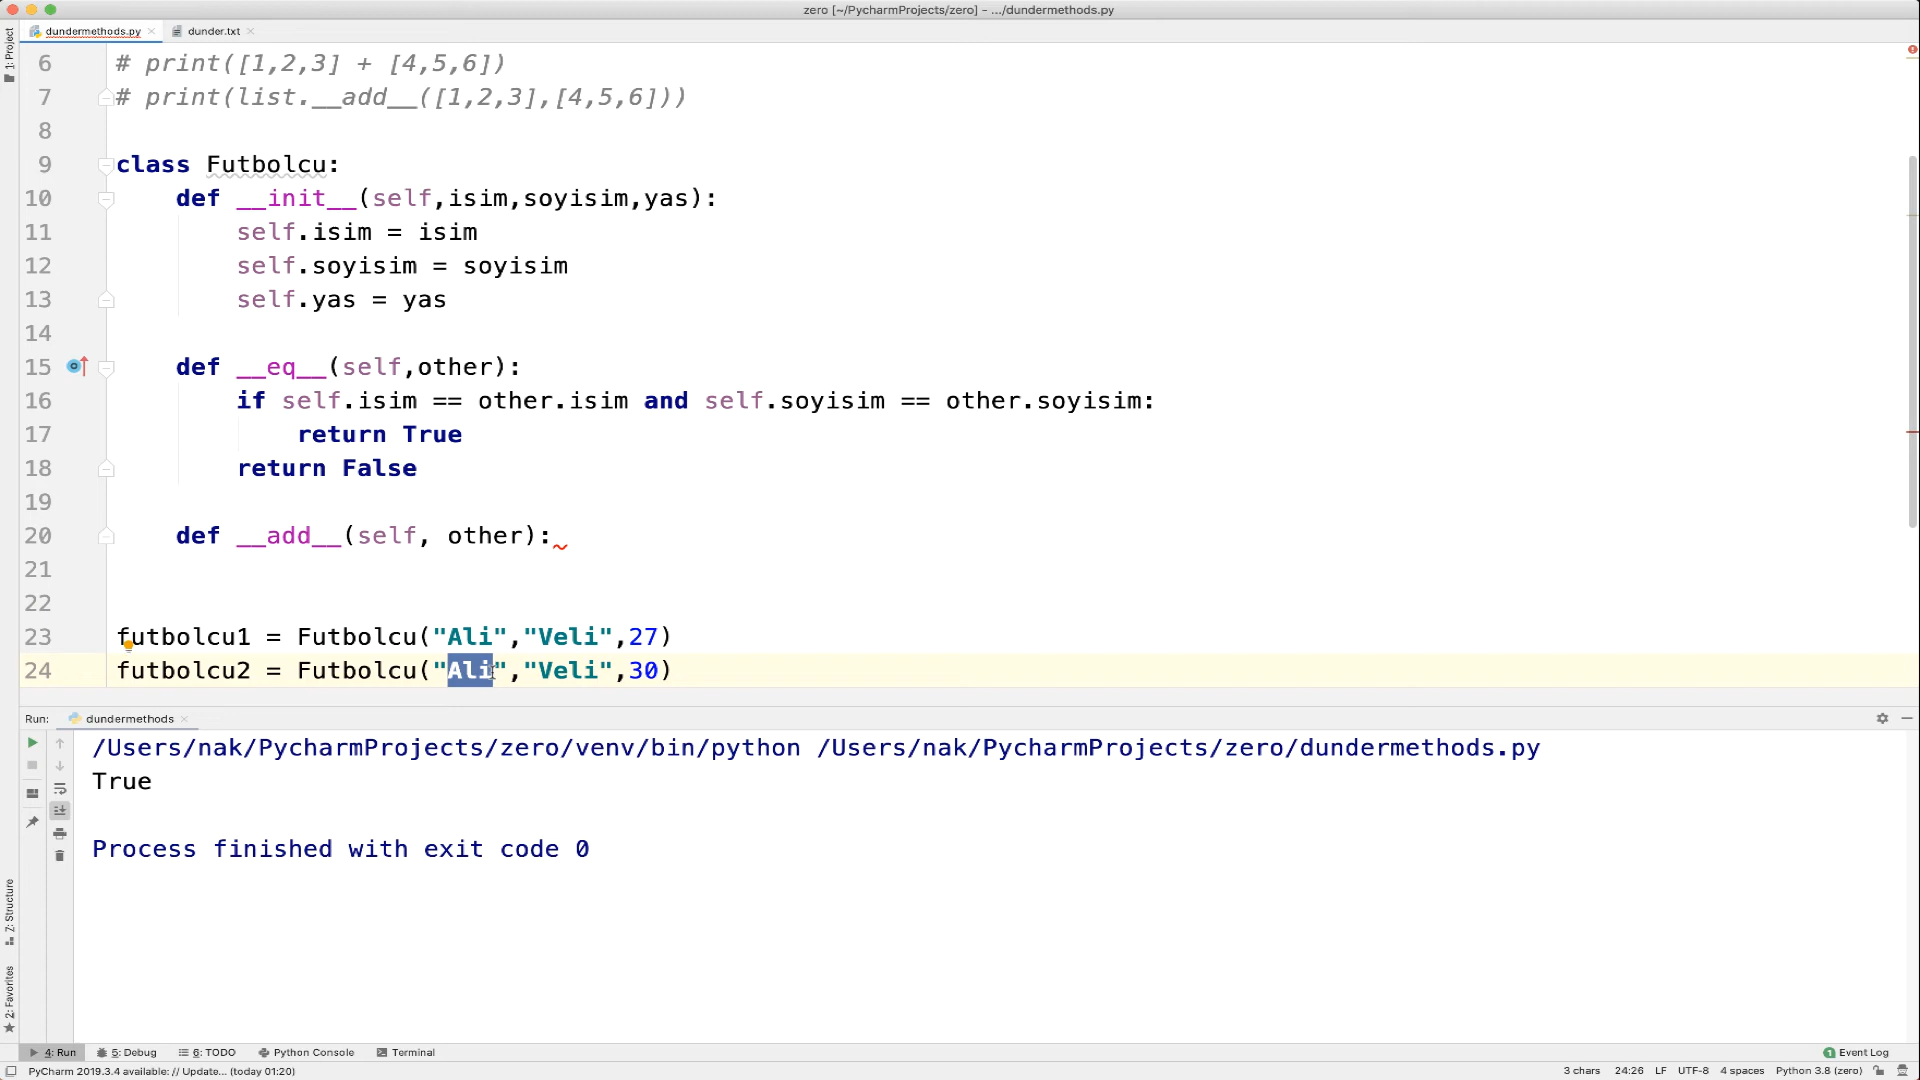 zero [~/PycharmProjects/zero] – .../dundermethods.py
dundermethods.py
dunder.txt
1: Project
6 # print([1,2,3] + [4,5,6])
7 # print(list.__add__([1,2,3],[4,5,6]))
8
9 class Futbolcu:
10 def __init__(self,isim,soyisim,yas):
11 self.isim = isim
12 self.soyisim = soyisim
13 self.yas = yas
14
15 def __eq__(self,other):
16 if self.isim == other.isim and self.soyisim == other.soyisim:
17 return True
18 return False
19
20 def __add__(self, other):
21
22
23 futbolcu1 = Futbolcu("Ali","Veli",27)
24 futbolcu2 = Futbolcu("Ali","Veli",30)
Run: dundermethods
/Users/nak/PycharmProjects/zero/venv/bin/python /Users/nak/PycharmProjects/zero/dundermethods.py
True
Process finished with exit code 0
Z: Structure
2: Favorites
4: Run 5: Debug 6: TODO Python Console Terminal 1 Event Log
PyCharm 2019.3.4 available: // Update... (today 01:20) 3 chars 24:26 LF UTF-8 4 spaces Python 3.8 (zero)